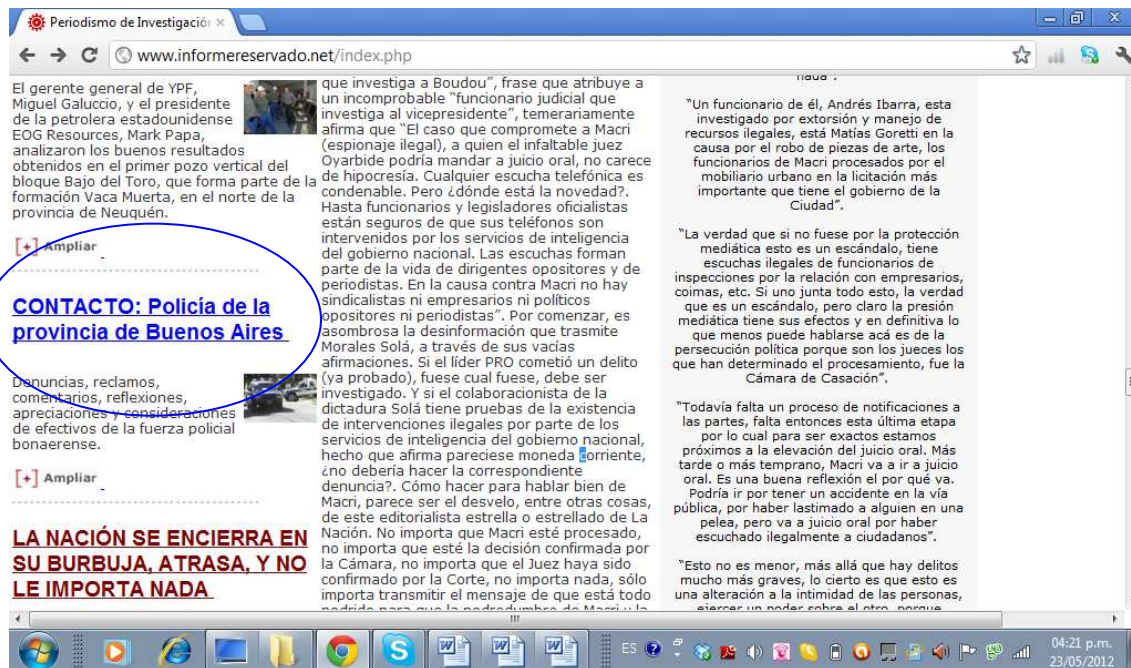 Periodismo de Investigació
www.informereservado.net/index.php
El gerente general de YPF,
Miguel Galuccio, y el presidente
de la petrolera estadounidense
EOG Resources, Mark Papa,
analizaron los buenos resultados
obtenidos en el primer pozo vertical del
bloque Bajo del Toro, que forma parte de la
formación Vaca Muerta, en el norte de la
provincia de Neuquén.
[+] Ampliar
CONTACTO: Policía de la
provincia de Buenos Aires
Denuncias, reclamos,
comentarios, reflexiones,
apreciaciones y consideraciones
de efectivos de la fuerza policial
bonaerense.
[+] Ampliar
LA NACIÓN SE ENCIERRA EN
SU BURBUJA, ATRASA, Y NO
LE IMPORTA NADA
que investiga a Boudou”, frase que atribuye a
un incomprobable “funcionario judicial que
investiga al vicepresidente”, temerariamente
afirma que “El caso que compromete a Macri
(espionaje ilegal), a quien el infaltable juez
Oyarbide podría mandar a juicio oral, no carece
de hipocresía. Cualquier escucha telefónica es
condenable. Pero ¿dónde está la novedad?.
Hasta funcionarios y legisladores oficialistas
están seguros de que sus teléfonos son
intervenidos por los servicios de inteligencia
del gobierno nacional. Las escuchas forman
parte de la vida de dirigentes opositores y de
periodistas. En la causa contra Macri no hay
sindicalistas ni empresarios ni políticos
opositores ni periodistas”. Por comenzar, es
asombrosa la desinformación que trasmite
Morales Solá, a través de sus vacías
afirmaciones. Si el líder PRO cometió un delito
(ya probado), fuese cual fuese, debe ser
investigado. Y si el colaboracionista de la
dictadura Solá tiene pruebas de la existencia
de intervenciones ilegales por parte de los
servicios de inteligencia del gobierno nacional,
hecho que afirma pareciese moneda corriente,
¿no debería hacer la correspondiente
denuncia?. Cómo hacer para hablar bien de
Macri, parece ser el desvelo, entre otras cosas,
de este editorialista estrella o estrellado de La
Nación. No importa que Macri esté procesado,
no importa que esté la decisión confirmada por
la Cámara, no importa que el Juez haya sido
confirmado por la Corte, no importa nada, sólo
importa transmitir el mensaje de que está todo
podrido para que la podredumbre de Macri y la
nada”.
“Un funcionario de él, Andrés Ibarra, esta
investigado por extorsión y manejo de
recursos ilegales, está Matías Goretti en la
causa por el robo de piezas de arte, los
funcionarios de Macri procesados por el
mobiliario urbano en la licitación más
importante que tiene el gobierno de la
Ciudad”.
“La verdad que si no fuese por la protección
mediática esto es un escándalo, tiene
escuchas ilegales de funcionarios de
inspecciones por la relación con empresarios,
coimas, etc. Si uno junta todo esto, la verdad
que es un escándalo, pero claro la presión
mediática tiene sus efectos y en definitiva lo
que menos puede hablarse acá es de la
persecución política porque son los jueces los
que han determinado el procesamiento, fue la
Cámara de Casación”.
“Todavía falta un proceso de notificaciones a
las partes, falta entonces esta última etapa
por lo cual para ser exactos estamos
próximos a la elevación del juicio oral. Más
tarde o más temprano, Macri va a ir a juicio
oral. Es una buena reflexión el por qué va.
Podría ir por tener un accidente en la vía
pública, por haber lastimado a alguien en una
pelea, pero va a juicio oral por haber
escuchado ilegalmente a ciudadanos”.
“Esto no es menor, más allá que hay delitos
mucho más graves, lo cierto es que esto es
una alteración a la intimidad de las personas,
ejercer un poder sobre el otro, porque
ES
04:21 p.m.
23/05/2012